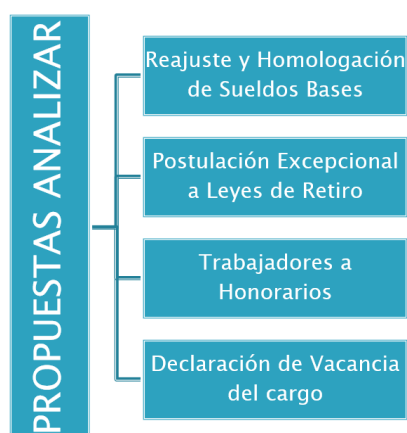 PROPUESTAS ANALIZAR
Reajuste y Homologación
de Sueldos Bases
Postulación Excepcional
a Leyes de Retiro
Trabajadores a
Honorarios
Declaración de Vacancia
del cargo